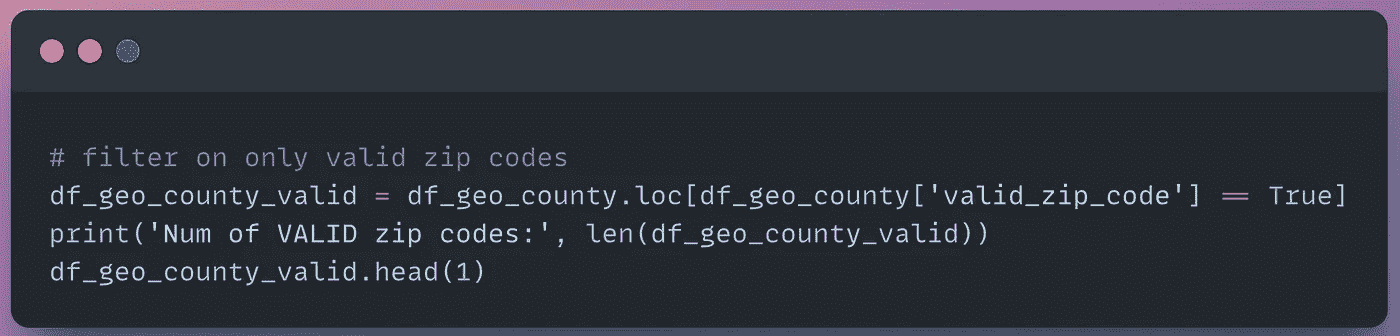 # filter on only valid zip codes
df_geo_county_valid = df_geo_county.loc[df_geo_county['valid_zip_code'] == True]
print('Num of VALID zip codes:', len(df_geo_county_valid))
df_geo_county_valid.head(1)